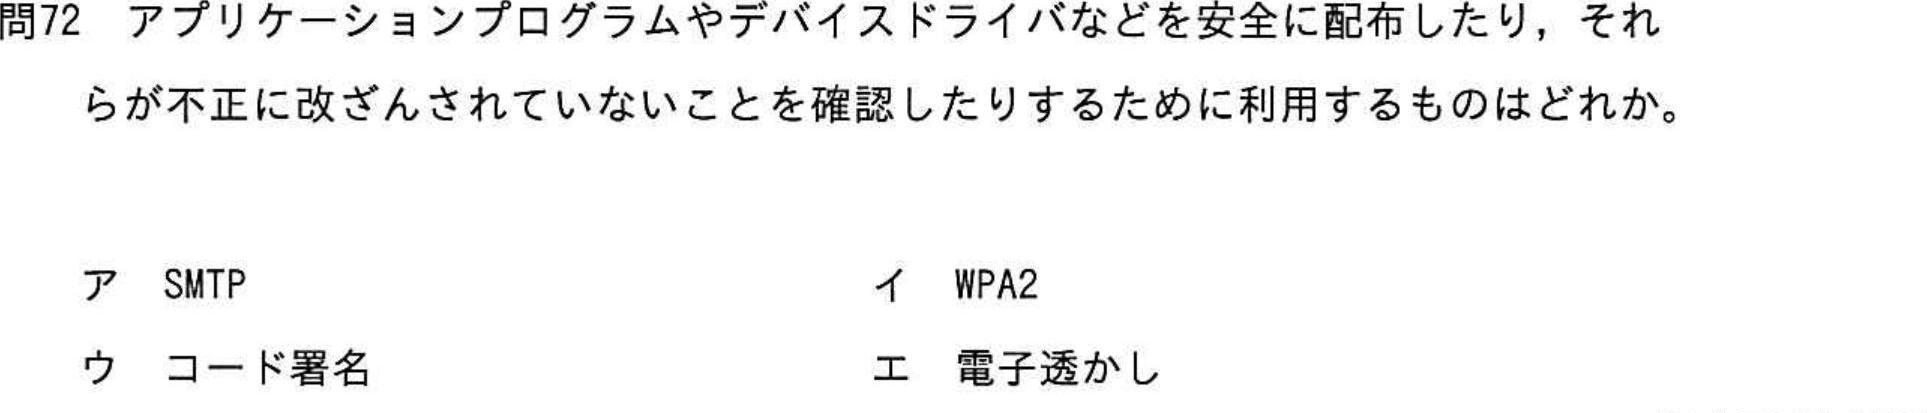 問72　アプリケーションプログラムやデバイスドライバなどを安全に配布したり，それ
らが不正に改ざんされていないことを確認したりするために利用するものはどれか。
ア　SMTP　イ　WPA2
ウ　コード署名　エ　電子透かし